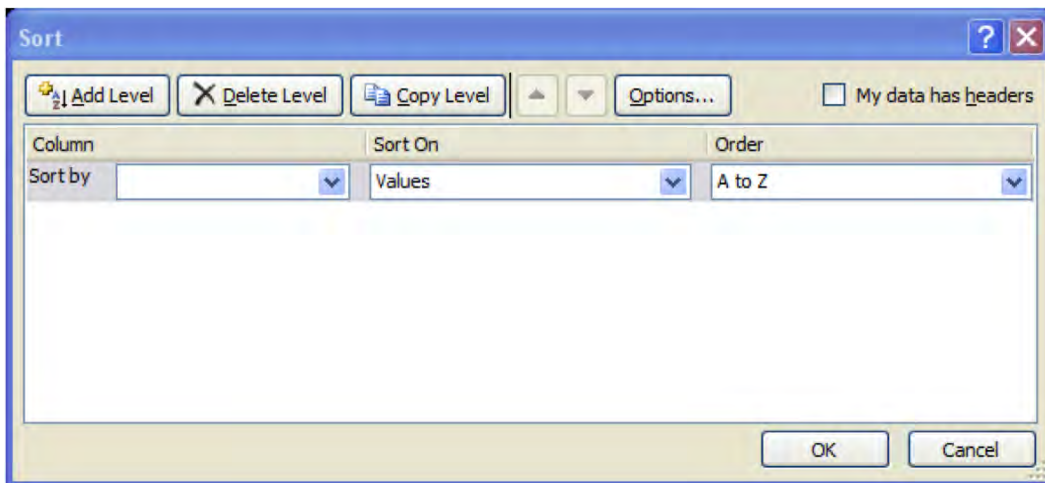 Sort
Add Level Delete Level Copy Level Options... My data has headers
Column Sort On Order
Sort by Values A to Z
OK Cancel